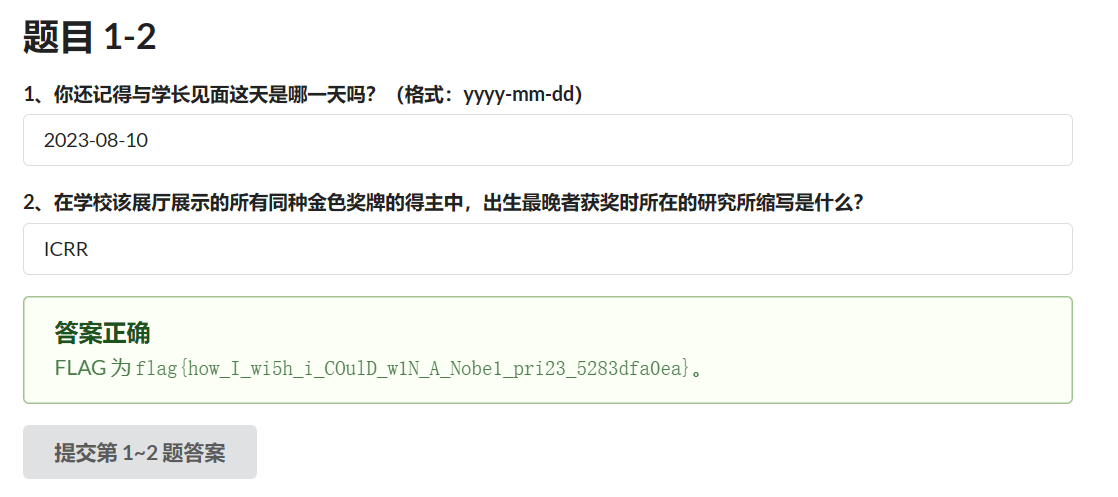 题目 1-2
1、你还记得与学长见面这天是哪一天吗？（格式：yyyy-mm-dd）
2023-08-10
2、在学校该展厅展示的所有同种金色奖牌的得主中，出生最晚者获奖时所在的研究所缩写是什么？
ICRR
答案正确
FLAG 为 flag{how_I_wi5h_i_COulD_w1N_A_Nobe1_pri23_5283dfa0ea}。
提交第 1~2 题答案